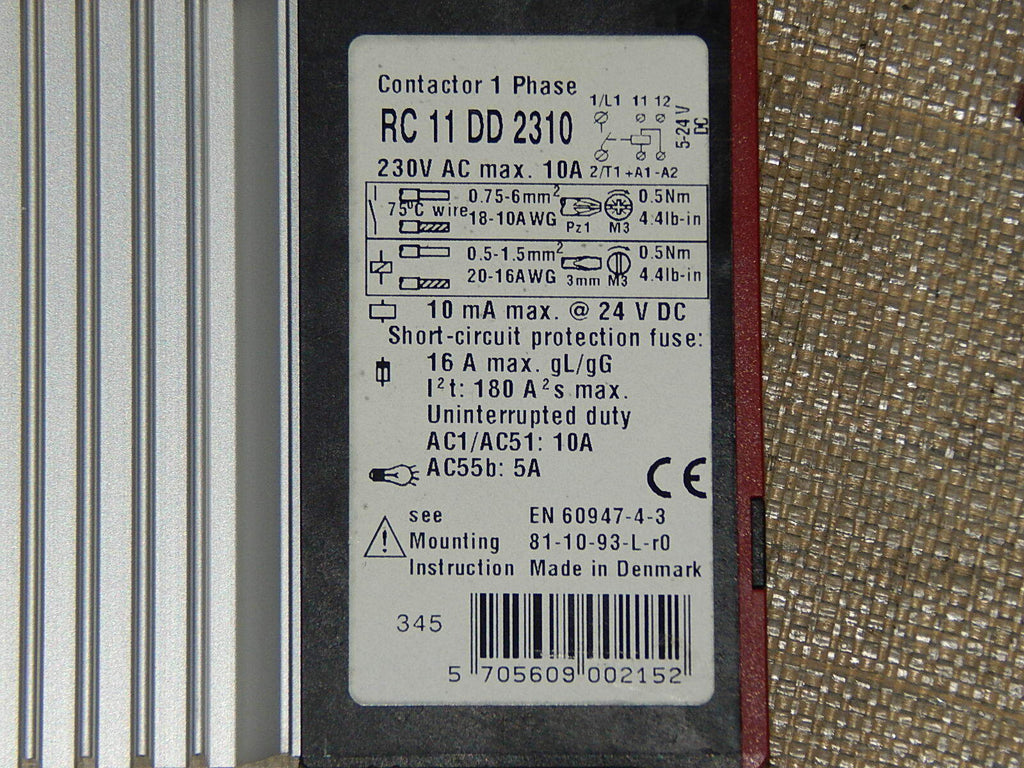 Contactor 1 Phase
RC 11 DD 2310
1/L1 11 12
5-24 V DC
230V AC max. 10A
2/T1 +A1 -A2
75°C wire
0.75-6mm²
18-10AWG
Pz1
M3
0.5Nm
4.4lb-in
0.5-1.5mm²
20-16AWG
3mm
M3
0.5Nm
4.4lb-in
10 mA max. @ 24 V DC
Short-circuit protection fuse:
16 A max. gL/gG
I²t: 180 A²s max.
Uninterrupted duty
AC1/AC51: 10A
AC55b: 5A
CE
see EN 60947-4-3
Mounting 81-10-93-L-r0
Instruction Made in Denmark
345
5 705609 002152